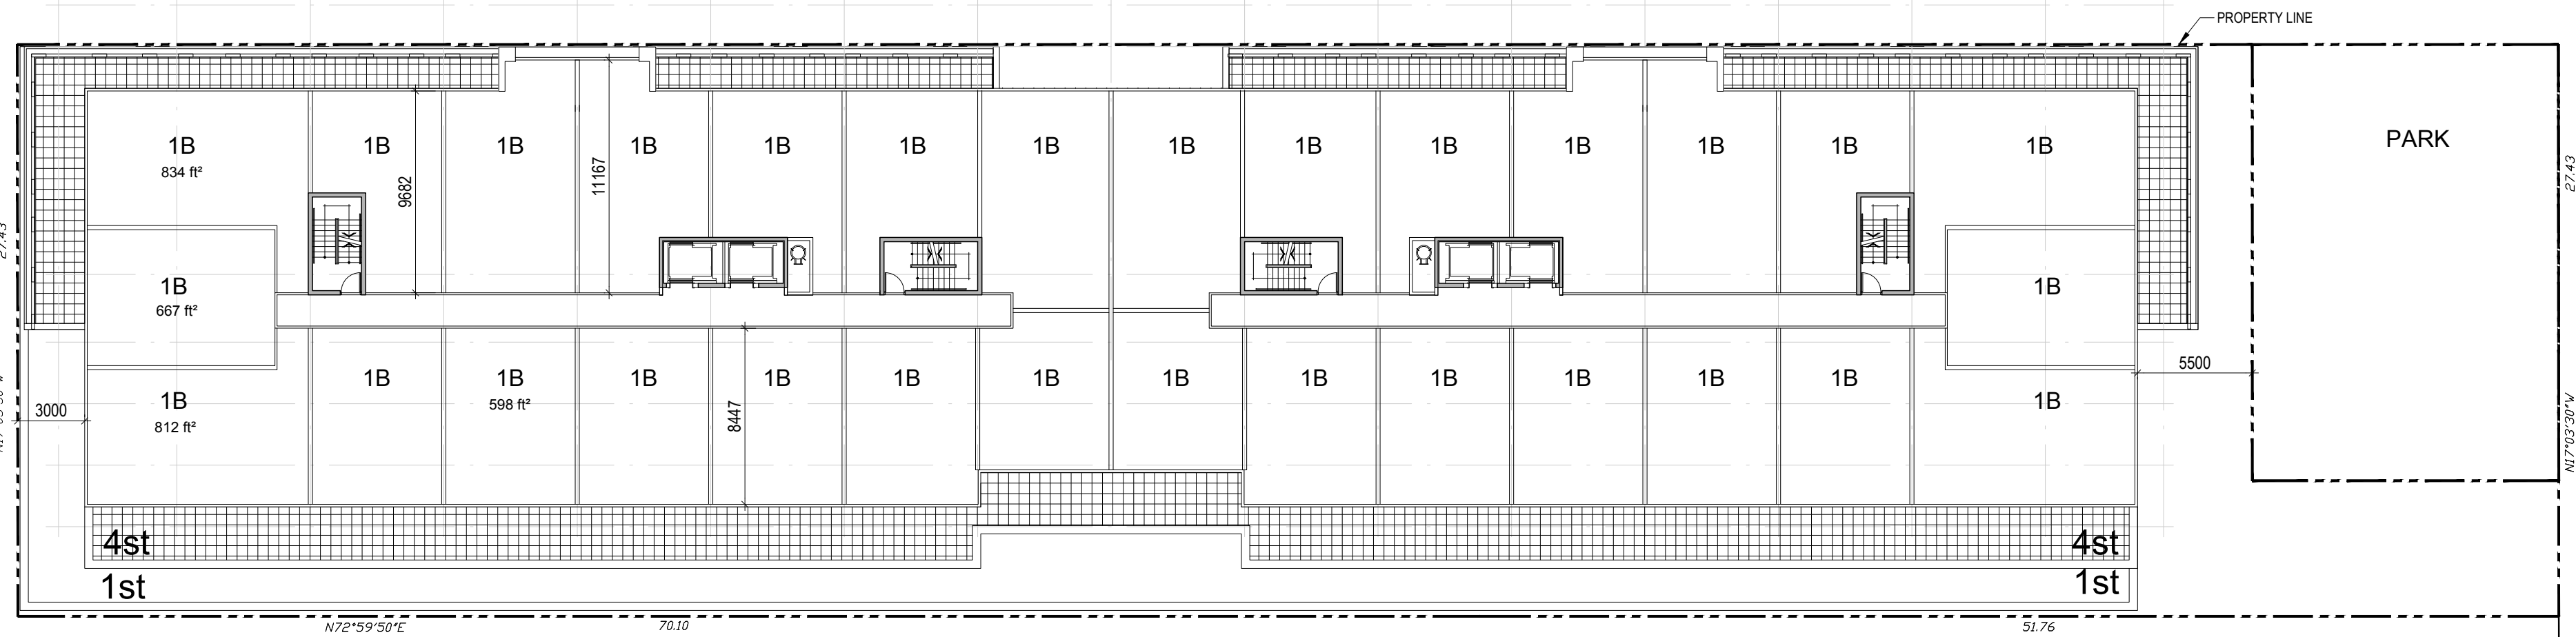 PROPERTY LINE
1B 1B 1B 1B 1B 1B 1B 1B 1B 1B 1B 1B 1B 1B
834 ft²
PARK
9682
11167
27.43
27.43
1B
667 ft²
1B
5500
1B 1B 1B 1B 1B 1B 1B 1B 1B 1B 1B 1B
598 ft²
1B
812 ft²
1B
3000
8447
N17°03'30"W
4st
4st
1st
1st
N72°59'50"E
70.10
51.76